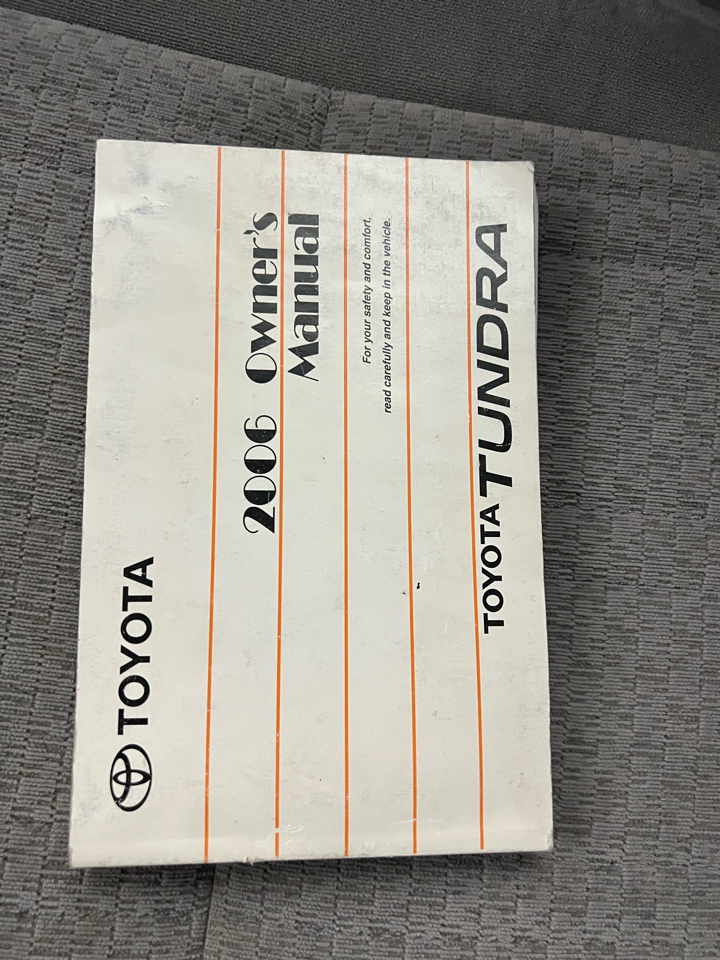 TOYOTA
2006 Owner's
Manual
For your safety and comfort,
read carefully and keep in the vehicle.
TOYOTA TUNDRA